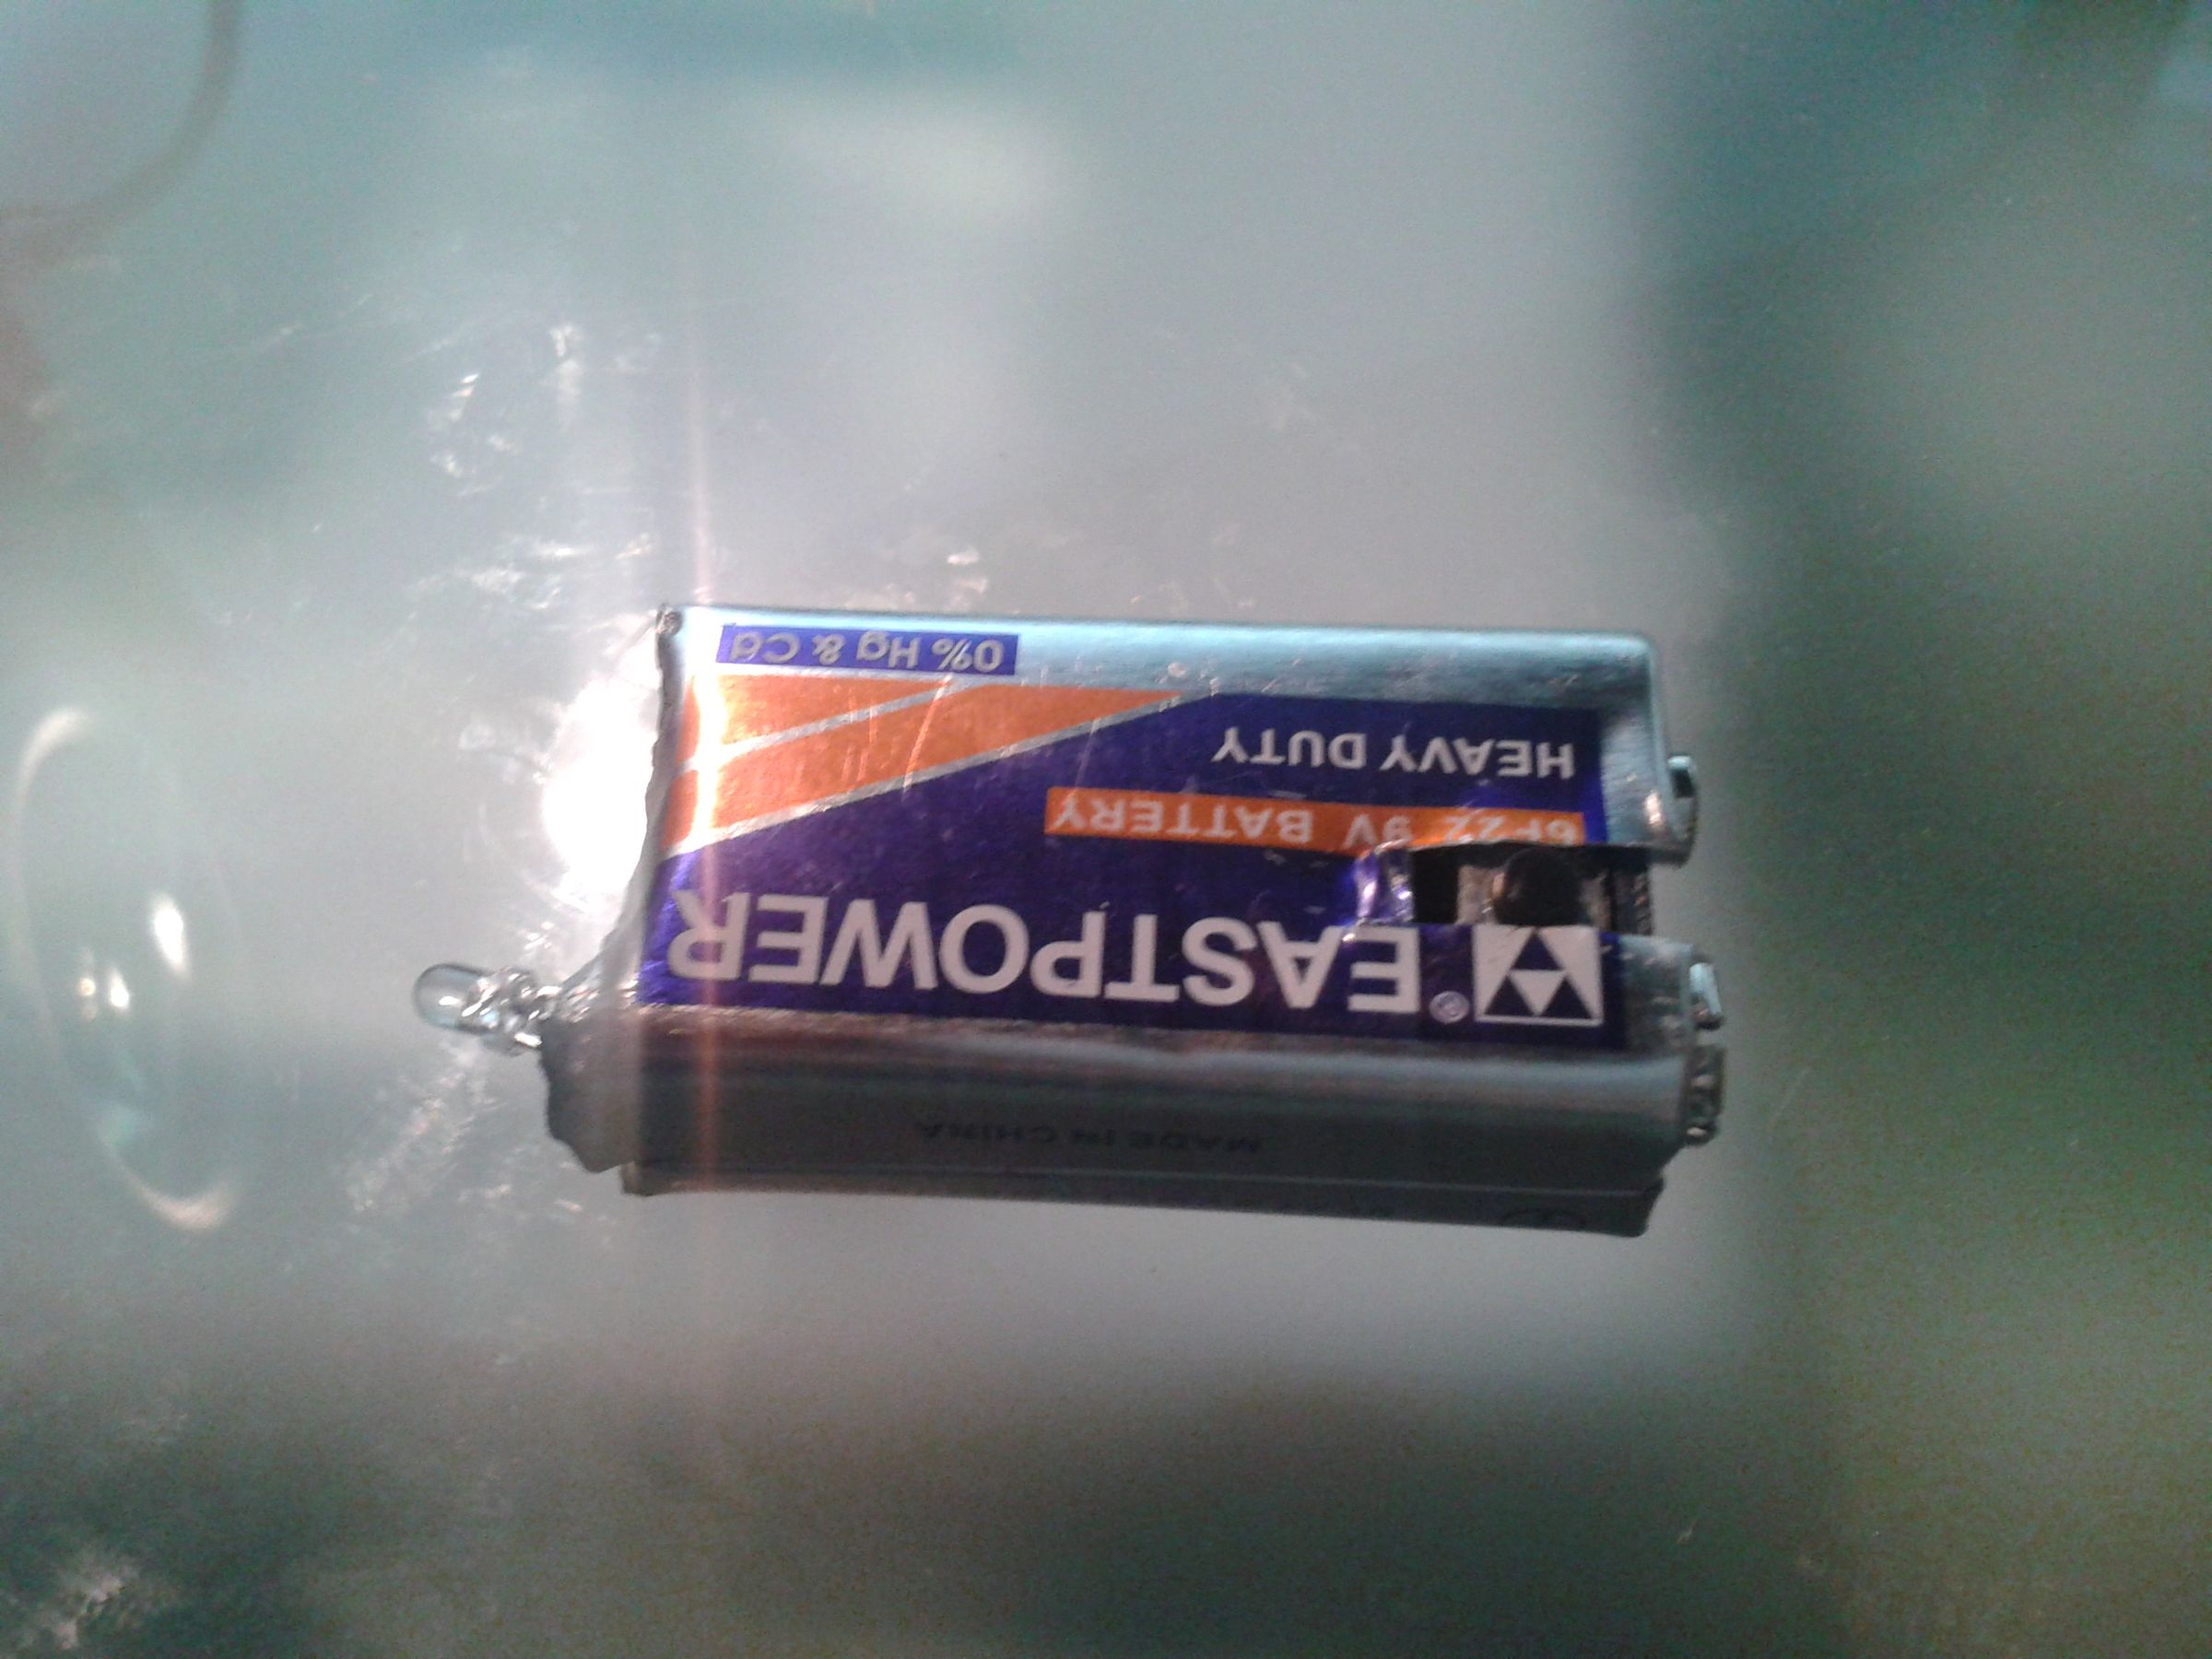 EASTPOWER®
6F22 9V BATTERY
HEAVY DUTY
0% Hg & Cd
MADE IN CHINA